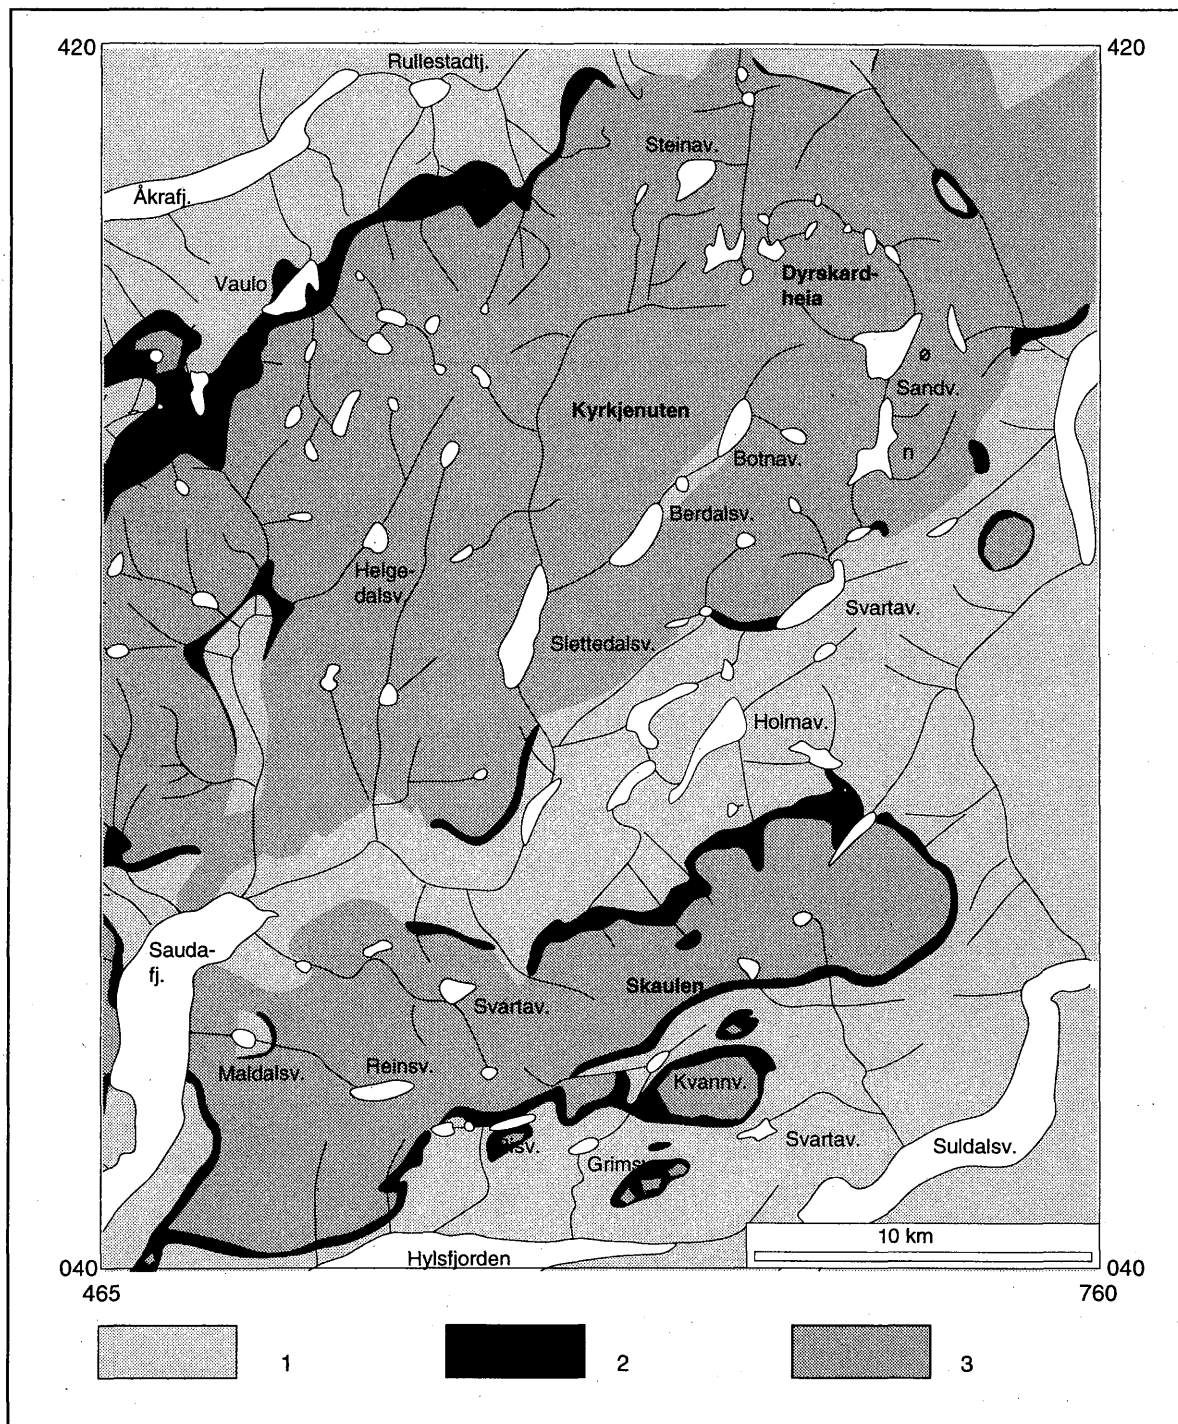 420
420
Rullestadtj.
Steinav.
Åkrafj.
Vaulo
Dyrskard-
heia
ø
Sandv.
Kyrkjenuten
n
Botnav.
Berdalsv.
Helge-
dalsv.
Svartav.
Slettedalsv.
Holmav.
Sauda-
fj.
Skaulen
Svartav.
Maldalsv.
Reinsv.
Kvannv.
Svartav.
Suldalsv.
10 km
Hylsfjorden
040
040
465
760
1
2
3